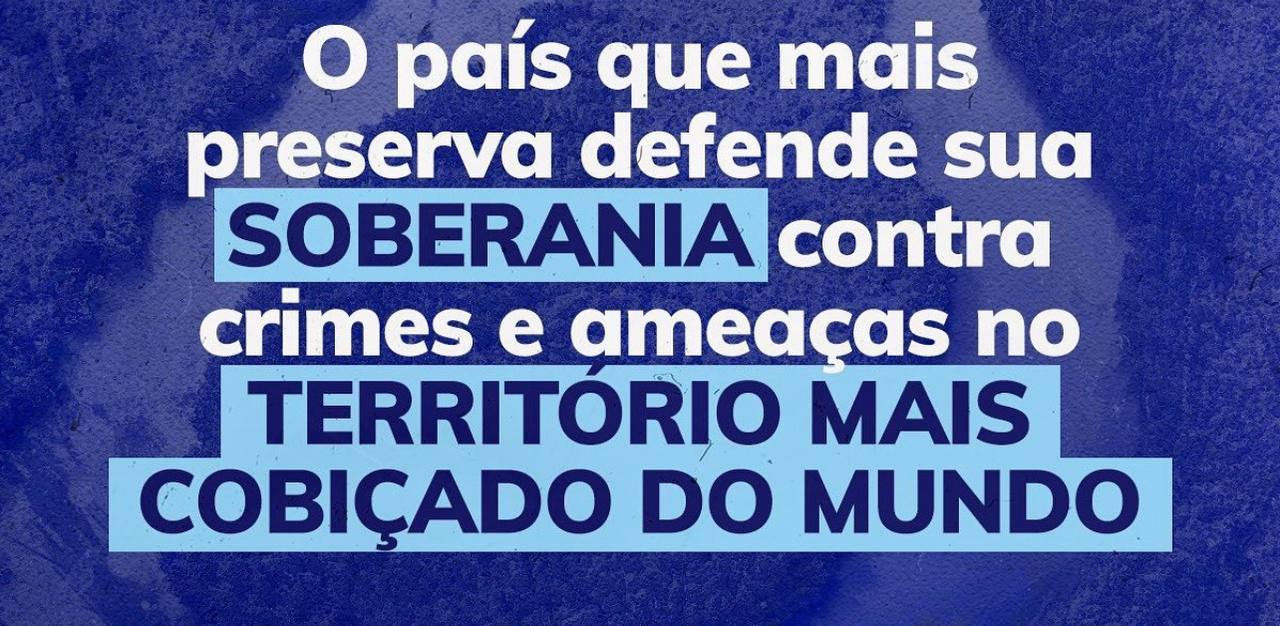 O país que mais
preserva defende sua
SOBERANIA contra
crimes e ameaças no
TERRITÓRIO MAIS
COBIÇADO DO MUNDO